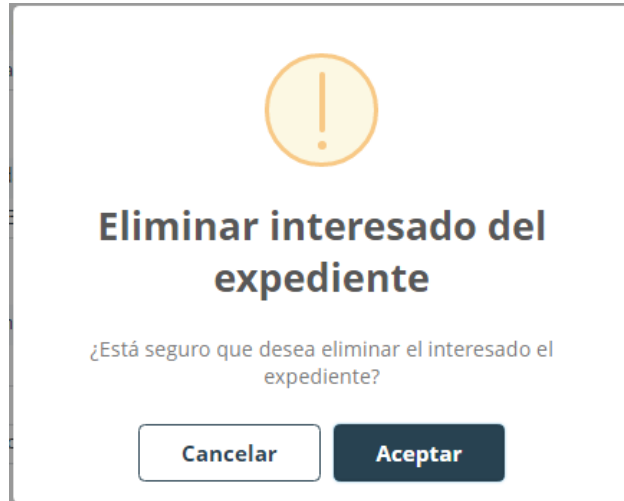 Eliminar interesado del
expediente
¿Está seguro que desea eliminar el interesado el
expediente?
Cancelar
Aceptar